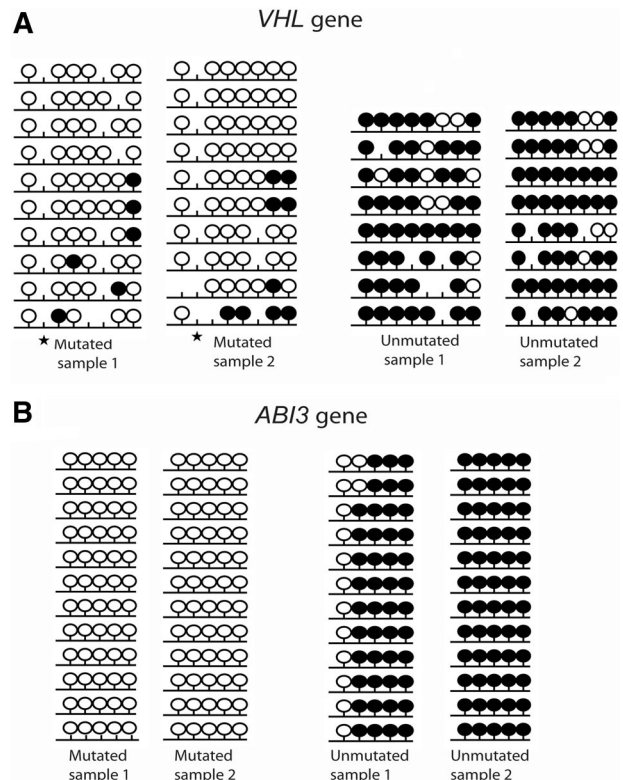 A
VHL gene
★ Mutated
sample 1
★ Mutated
sample 2
Unmutated
sample 1
Unmutated
sample 2
B
ABI3 gene
Mutated
sample 1
Mutated
sample 2
Unmutated
sample 1
Unmutated
sample 2